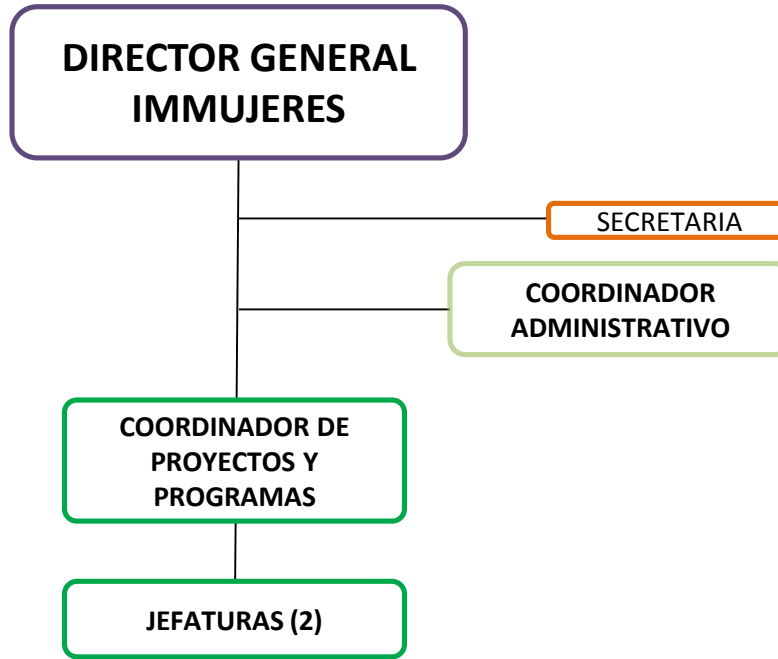 DIRECTOR GENERAL
IMMUJERES
SECRETARIA
COORDINADOR
ADMINISTRATIVO
COORDINADOR DE
PROYECTOS Y
PROGRAMAS
JEFATURAS (2)